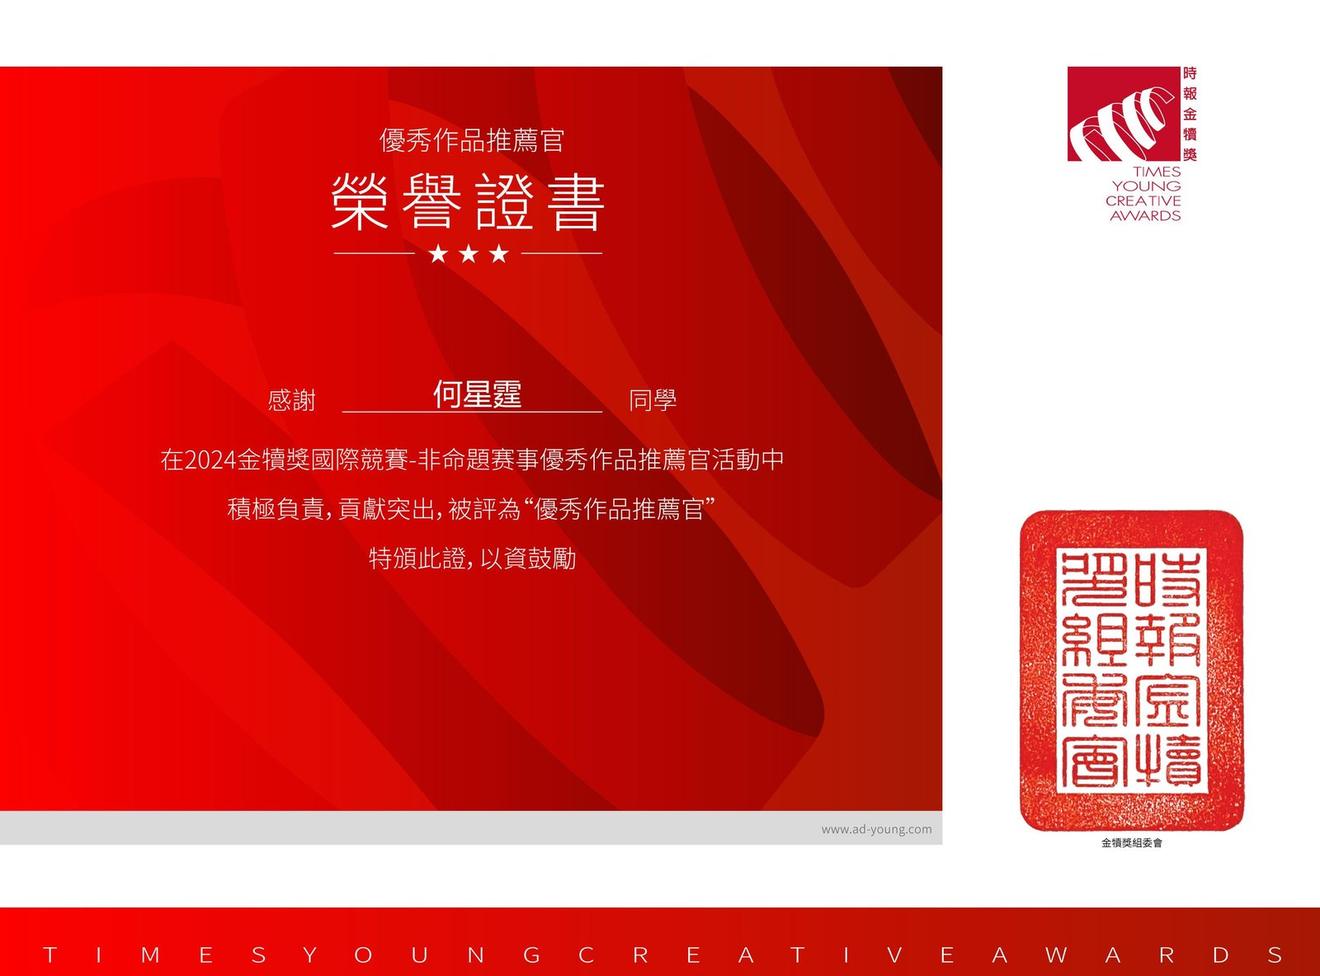 優秀作品推薦官
榮譽證書
感謝 何星霆 同學
在2024金犢獎國際競賽-非命題赛事優秀作品推薦官活動中
積極負責，貢獻突出，被評為“優秀作品推薦官”
特頒此證，以資鼓勵
www.ad-young.com
時報金犢獎
TIMES
YOUNG
CREATIVE
AWARDS
時報金犢
獎組委會
金犢獎組委會
TIMESYOUNGCREATIVEAWARDS